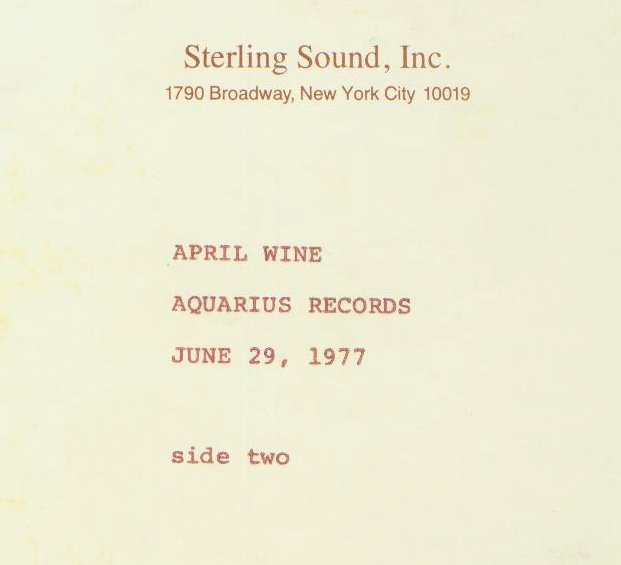 Sterling Sound, Inc.
1790 Broadway, New York City 10019
APRIL WINE
AQUARIUS RECORDS
JUNE 29, 1977
side two